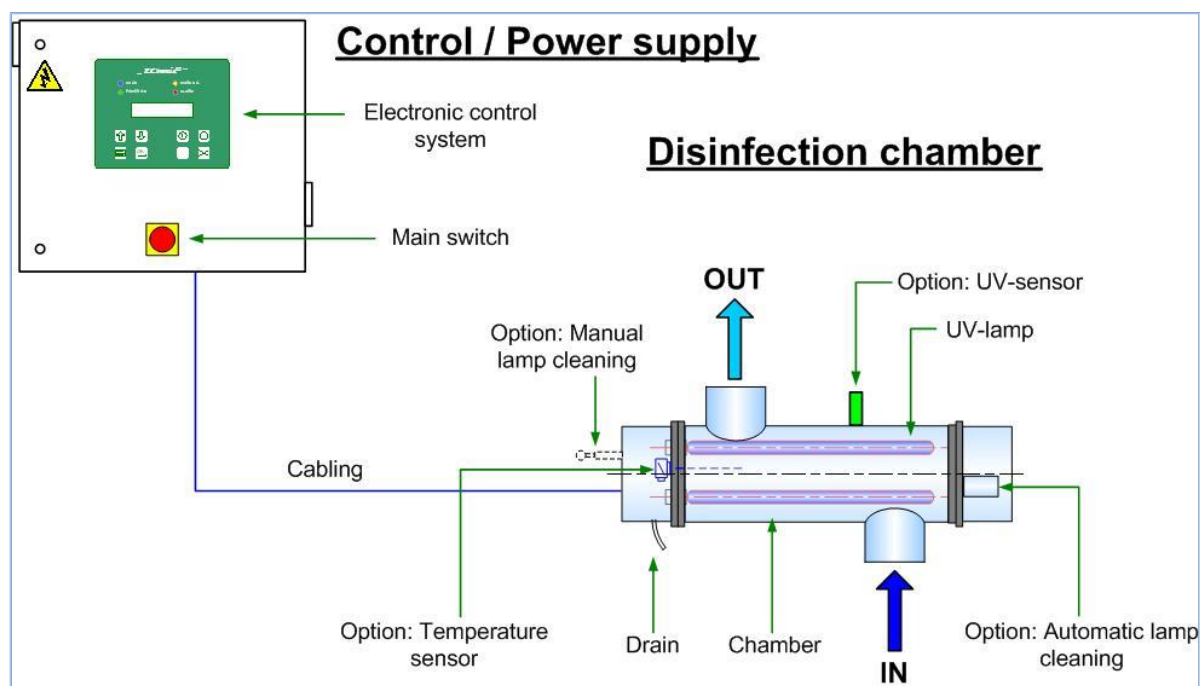 Control / Power supply
Electronic control
system
Disinfection chamber
Main switch
OUT
Option: UV-sensor
Option: Manual
lamp cleaning
UV-lamp
Cabling
Option: Temperature
sensor
Drain
Chamber
IN
Option: Automatic lamp
cleaning